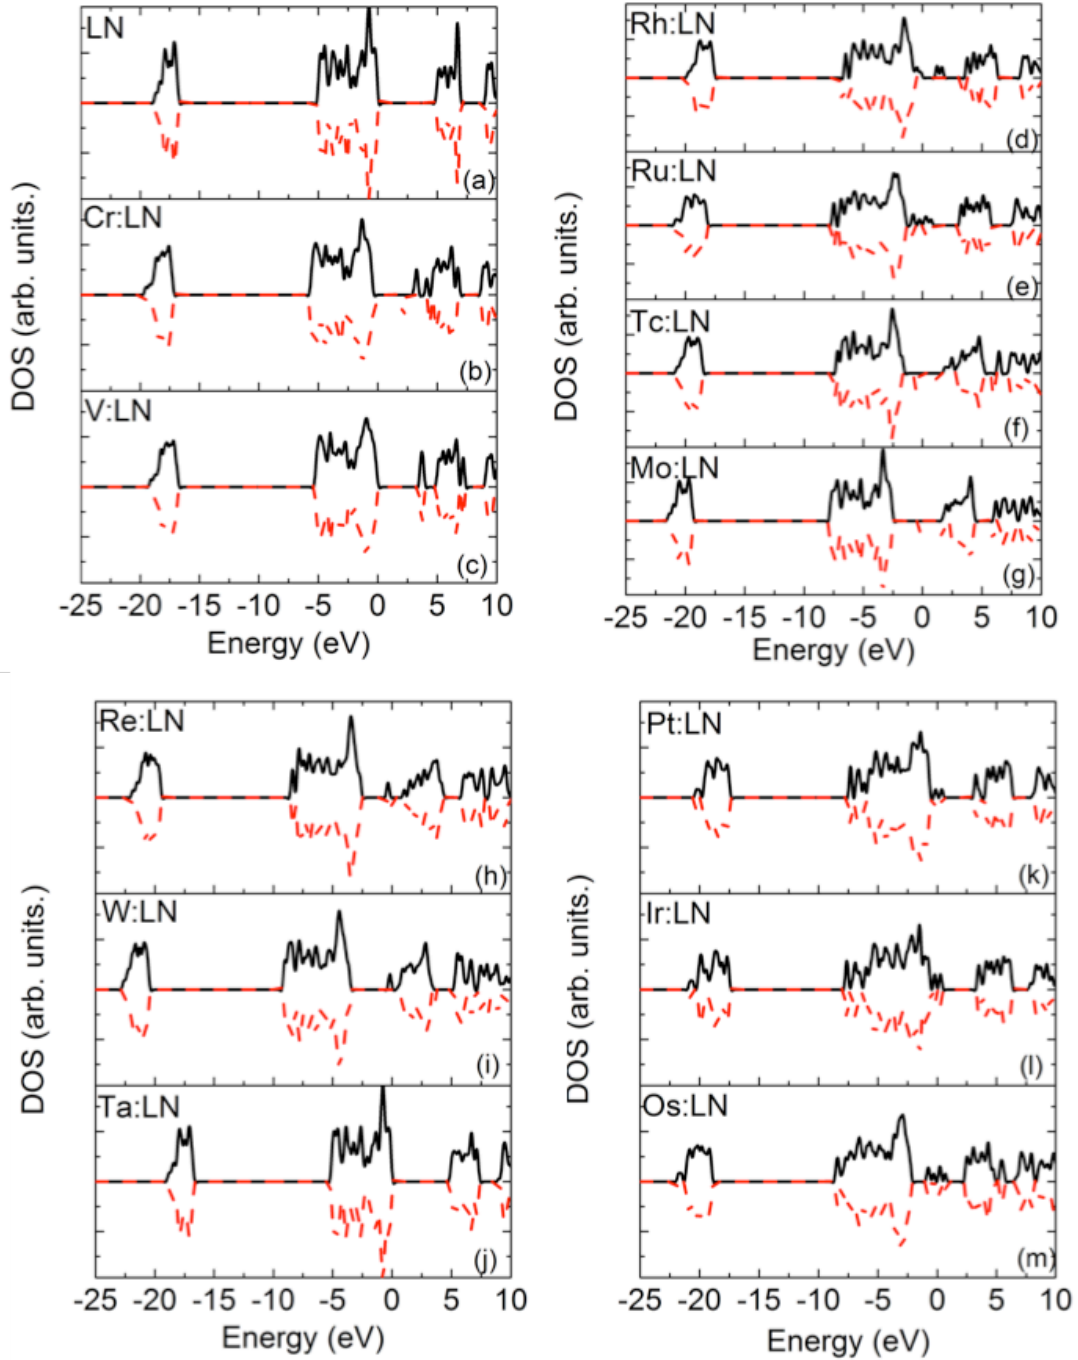 LN
(a)
Cr:LN
(b)
V:LN
(c)
DOS (arb. units.)
-25 -20 -15 -10 -5 0 5 10
Energy (eV)
Rh:LN
(d)
Ru:LN
(e)
Tc:LN
(f)
Mo:LN
(g)
DOS (arb. units.)
-25 -20 -15 -10 -5 0 5 10
Energy (eV)
Re:LN
(h)
W:LN
(i)
Ta:LN
(j)
DOS (arb. units.)
-25 -20 -15 -10 -5 0 5 10
Energy (eV)
Pt:LN
(k)
Ir:LN
(l)
Os:LN
(m)
DOS (arb. units.)
-25 -20 -15 -10 -5 0 5 10
Energy (eV)